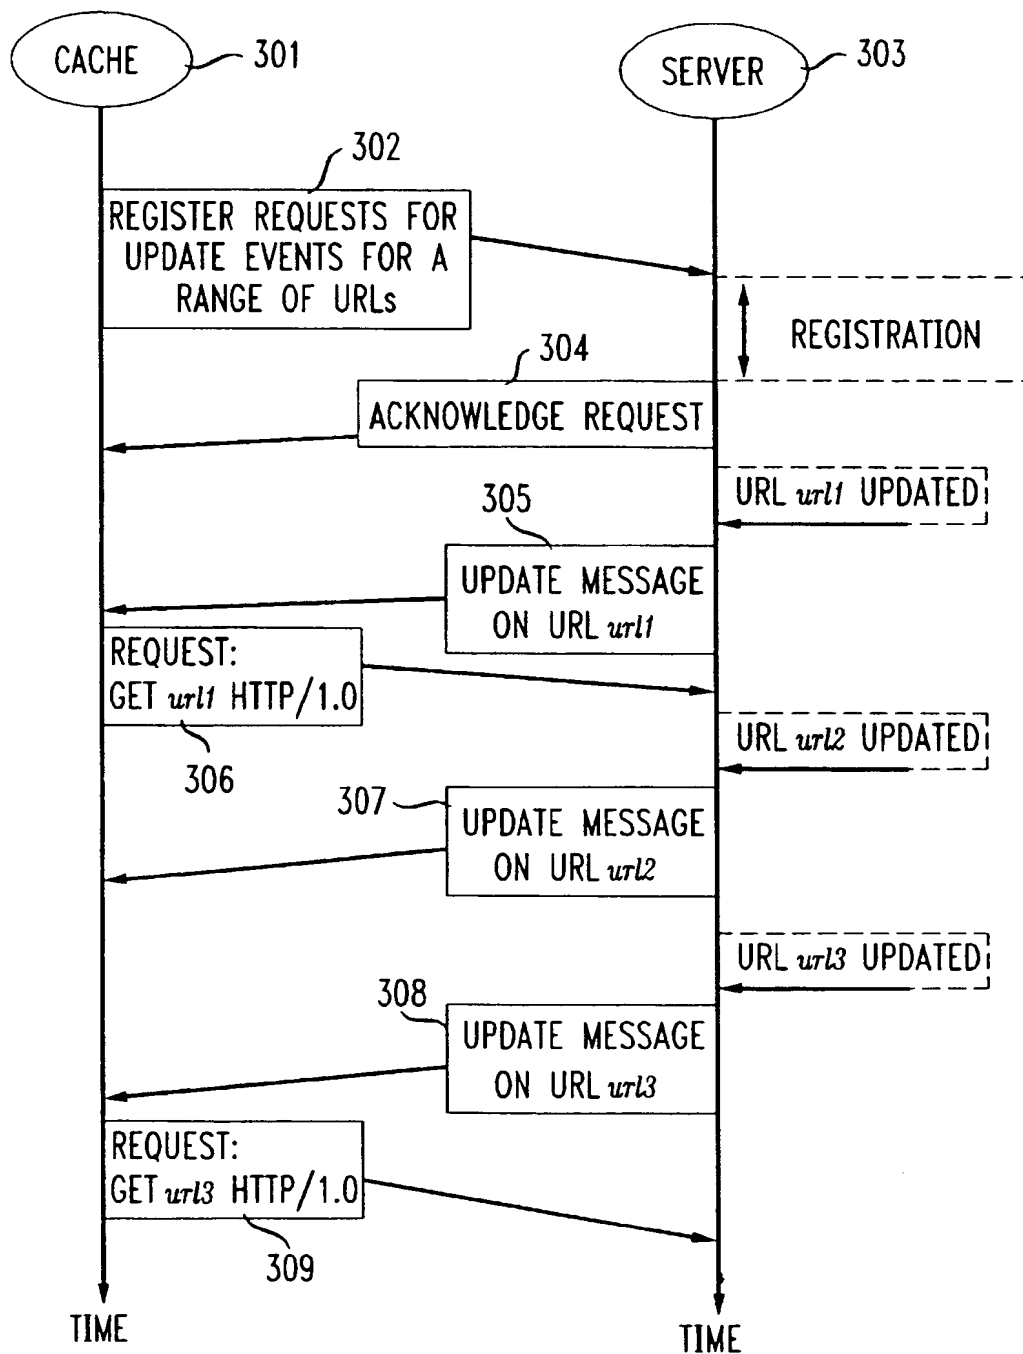 CACHE
301
SERVER
303
302
REGISTER REQUESTS FOR
UPDATE EVENTS FOR A
RANGE OF URLs
REGISTRATION
304
ACKNOWLEDGE REQUEST
URL url1 UPDATED
305
UPDATE MESSAGE
ON URL url1
REQUEST:
GET url1 HTTP/1.0
306
URL url2 UPDATED
307
UPDATE MESSAGE
ON URL url2
URL url3 UPDATED
308
UPDATE MESSAGE
ON URL url3
REQUEST:
GET url3 HTTP/1.0
309
TIME
TIME